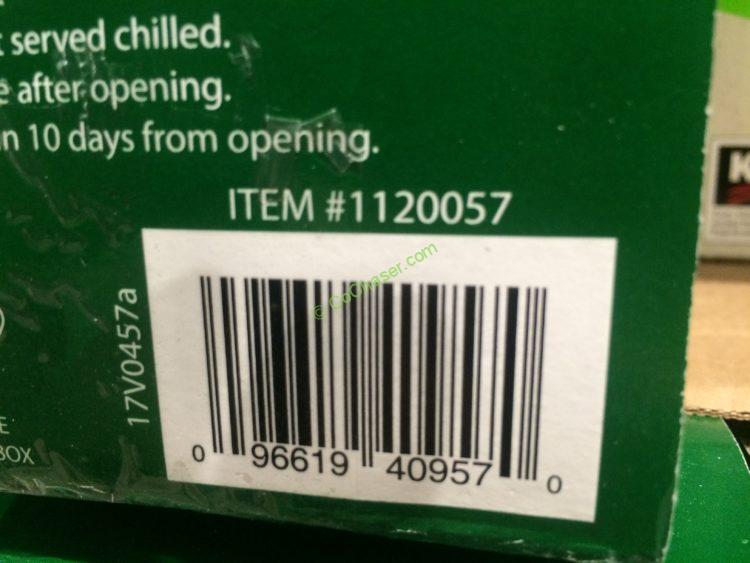 served chilled.
after opening.
10 days from opening.
ITEM #1120057
© CoChaser.com
17V0457a
BOX
0 96619 40957 0
K